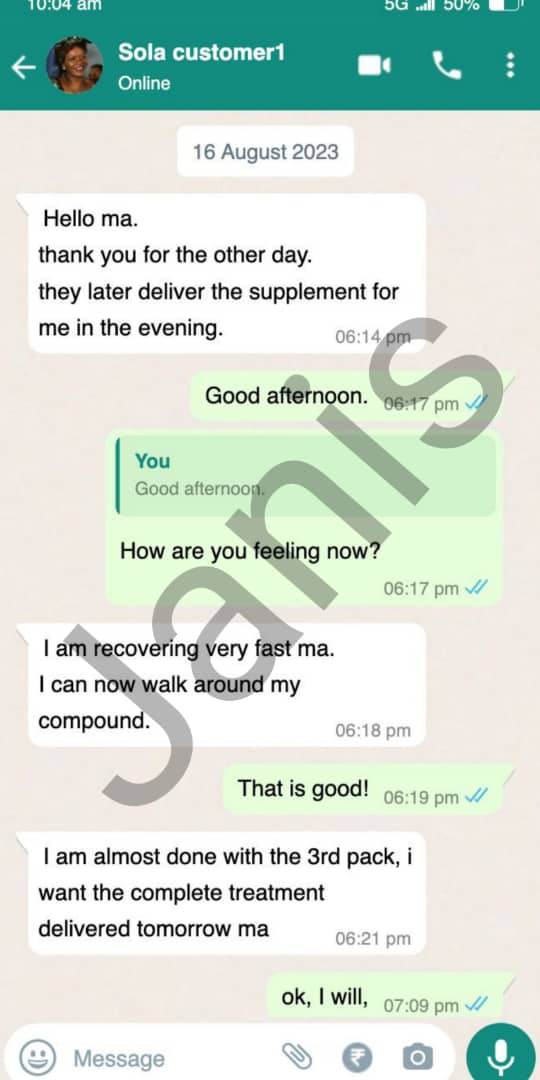 10:04 am 5G 50%
Sola customer1
Online
16 August 2023
Hello ma.
thank you for the other day.
they later deliver the supplement for
me in the evening.
06:14 pm
Good afternoon. 06:17 pm
You
Good afternoon.
How are you feeling now?
06:17 pm
I am recovering very fast ma.
I can now walk around my
compound.
06:18 pm
That is good! 06:19 pm
I am almost done with the 3rd pack, i
want the complete treatment
delivered tomorrow ma
06:21 pm
ok, I will, 07:09 pm
Message
Janis